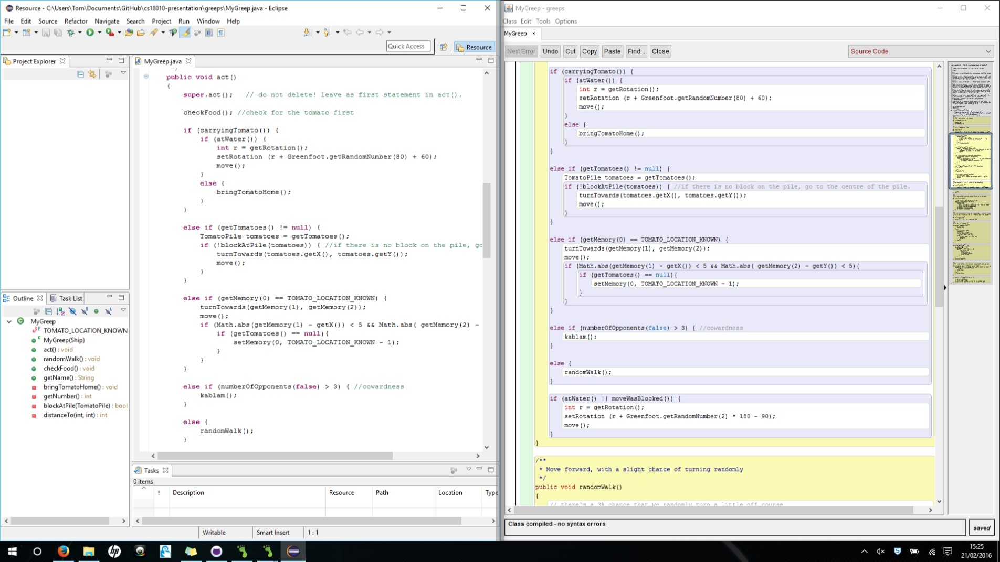 Resource - C:\Users\Tom\Documents\GitHub\cs18010-presentation\greeps\MyGreep.java - Eclipse
File Edit Source Refactor Navigate Search Project Run Window Help
Quick Access
Resource
Project Explorer
Outline
Task List
MyGreep
TOMATO_LOCATION_KNOWN
MyGreep(Ship)
act() : void
randomWalk() : void
checkFood() : void
getName() : String
bringTomatoHome() : void
getNumber() : int
blockAtPile(TomatoPile) : bool
distanceTo(int, int) : int
MyGreep.java
*/
public void act()
{
super.act();   // do not delete! leave as first statement in act().
checkFood(); //check for the tomato first
if (carryingTomato()) {
if (atWater()) {
int r = getRotation();
setRotation (r + Greenfoot.getRandomNumber(80) + 60);
move();
}
else {
bringTomatoHome();
}
}
else if (getTomatoes() != null) {
TomatoPile tomatoes = getTomatoes();
if (!blockAtPile(tomatoes)) { //if there is no block on the pile, go
turnTowards(tomatoes.getX(), tomatoes.getY());
move();
}
}
else if (getMemory(0) == TOMATO_LOCATION_KNOWN) {
turnTowards(getMemory(1), getMemory(2));
move();
if (Math.abs(getMemory(1) - getX()) < 5 && Math.abs( getMemory(2) -
if (getTomatoes() == null){
setMemory(0, TOMATO_LOCATION_KNOWN - 1);
}
}
}
else if (numberOfOpponents(false) > 3) { //cowardness
kablam();
}
else {
randomWalk();
}
Tasks
0 items
! Description Resource Path Location Type
Writable Smart Insert 1 : 1
MyGreep - greeps
Class Edit Tools Options
MyGreep ×
Next Error Undo Cut Copy Paste Find... Close
Source Code
if (carryingTomato()) {
if (atWater()) {
int r = getRotation();
setRotation (r + Greenfoot.getRandomNumber(80) + 60);
move();
}
else {
bringTomatoHome();
}
}
else if (getTomatoes() != null) {
TomatoPile tomatoes = getTomatoes();
if (!blockAtPile(tomatoes)) { //if there is no block on the pile, go to the centre of the pile.
turnTowards(tomatoes.getX(), tomatoes.getY());
move();
}
}
else if (getMemory(0) == TOMATO_LOCATION_KNOWN) {
turnTowards(getMemory(1), getMemory(2));
move();
if (Math.abs(getMemory(1) - getX()) < 5 && Math.abs( getMemory(2) - getY()) < 5){
if (getTomatoes() == null){
setMemory(0, TOMATO_LOCATION_KNOWN - 1);
}
}
}
else if (numberOfOpponents(false) > 3) { //cowardness
kablam();
}
else {
randomWalk();
}
if (atWater() || moveWasBlocked()) {
int r = getRotation();
setRotation (r + Greenfoot.getRandomNumber(2) * 180 - 90);
move();
}
}
/**
* Move forward, with a slight chance of turning randomly
*/
public void randomWalk()
{
// there's a 3% chance that we randomly turn a little off course
Class compiled - no syntax errors
saved
hp
15:25
21/02/2016